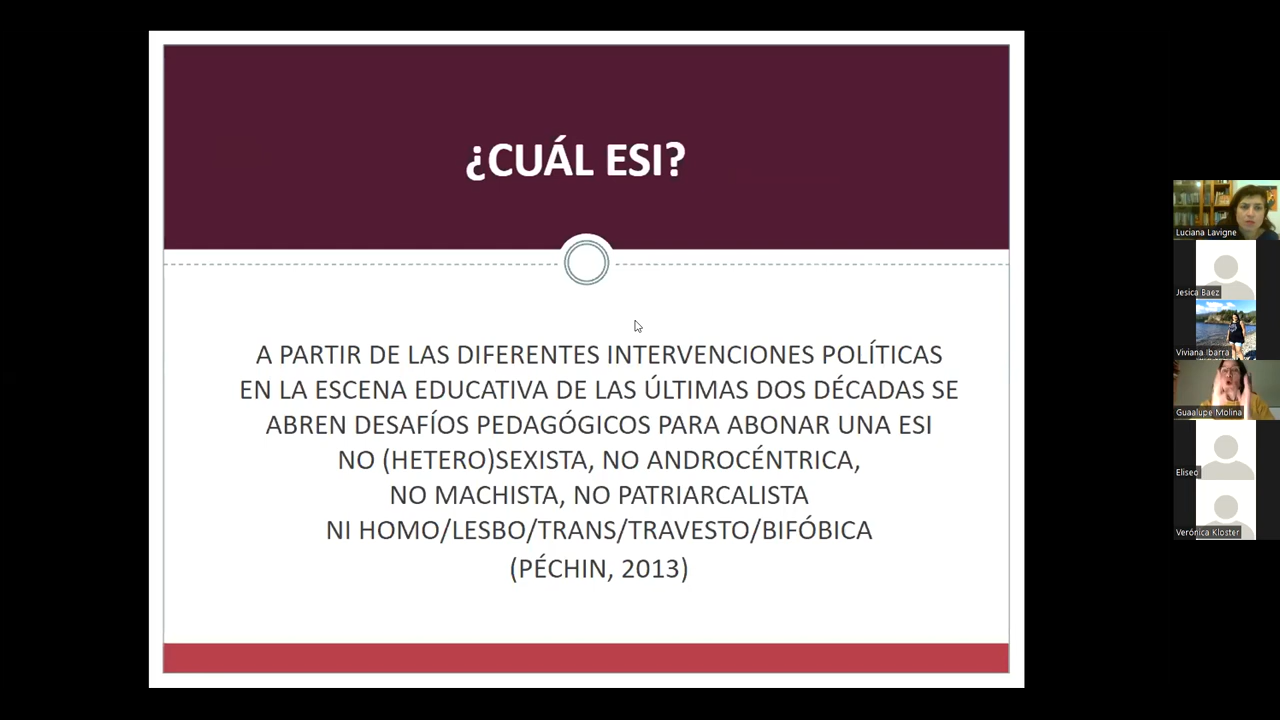 ¿CUÁL ESI?
A PARTIR DE LAS DIFERENTES INTERVENCIONES POLÍTICAS
EN LA ESCENA EDUCATIVA DE LAS ÚLTIMAS DOS DÉCADAS SE
ABREN DESAFÍOS PEDAGÓGICOS PARA ABONAR UNA ESI
NO (HETERO)SEXISTA, NO ANDROCÉNTRICA,
NO MACHISTA, NO PATRIARCALISTA
NI HOMO/LESBO/TRANS/TRAVESTO/BIFÓBICA
(PÉCHIN, 2013)
Luciana Lavigne
Jesica Baez
Viviana Ibarra
Guaalupe Molina
Eliseo
Verónica Kloster